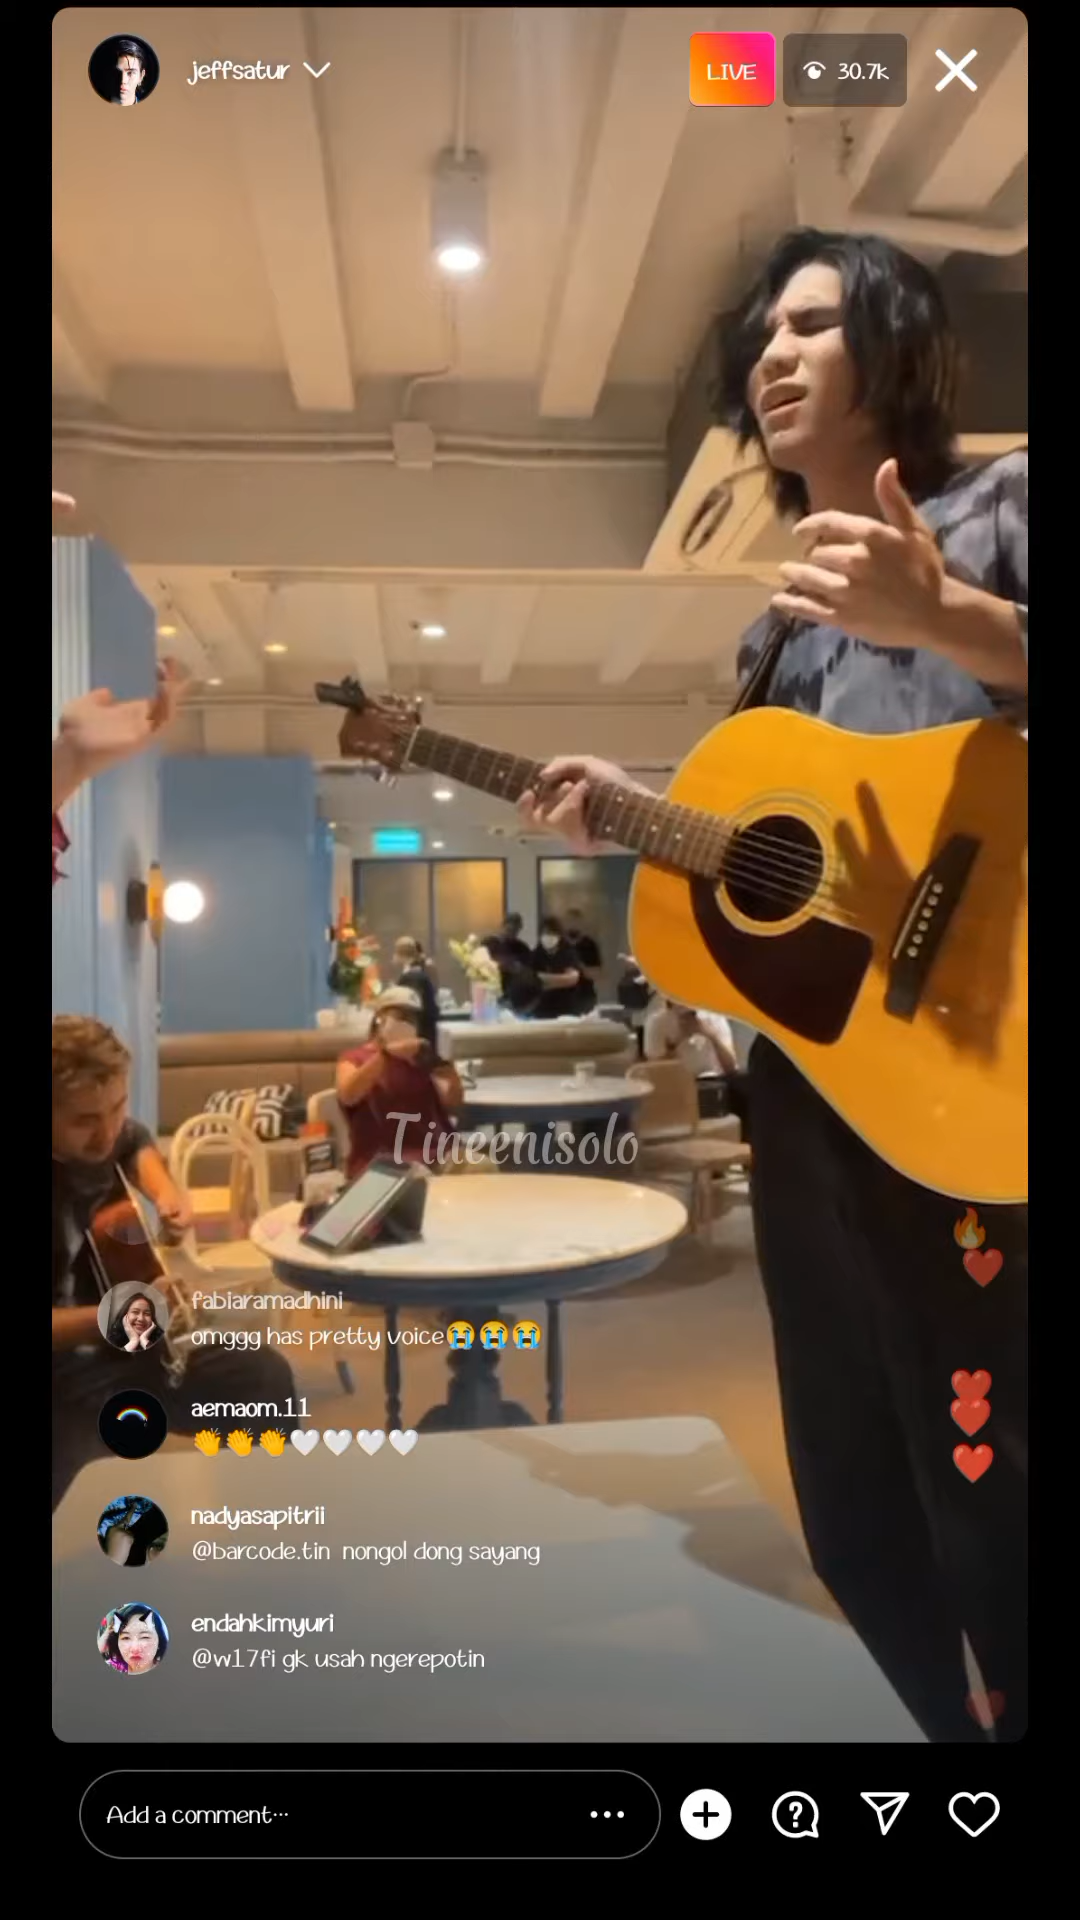 jeffsatur
LIVE
30.7k
Tineenisolo
fabiaramadhini
omggg has pretty voice😭😭😭
aemaom.11
👏👏👏🤍🤍🤍🤍
nadyasapitrii
@barcode.tin nongol dong sayang
endahkimyuri
@w17fi gk usah ngerepotin
Add a comment...